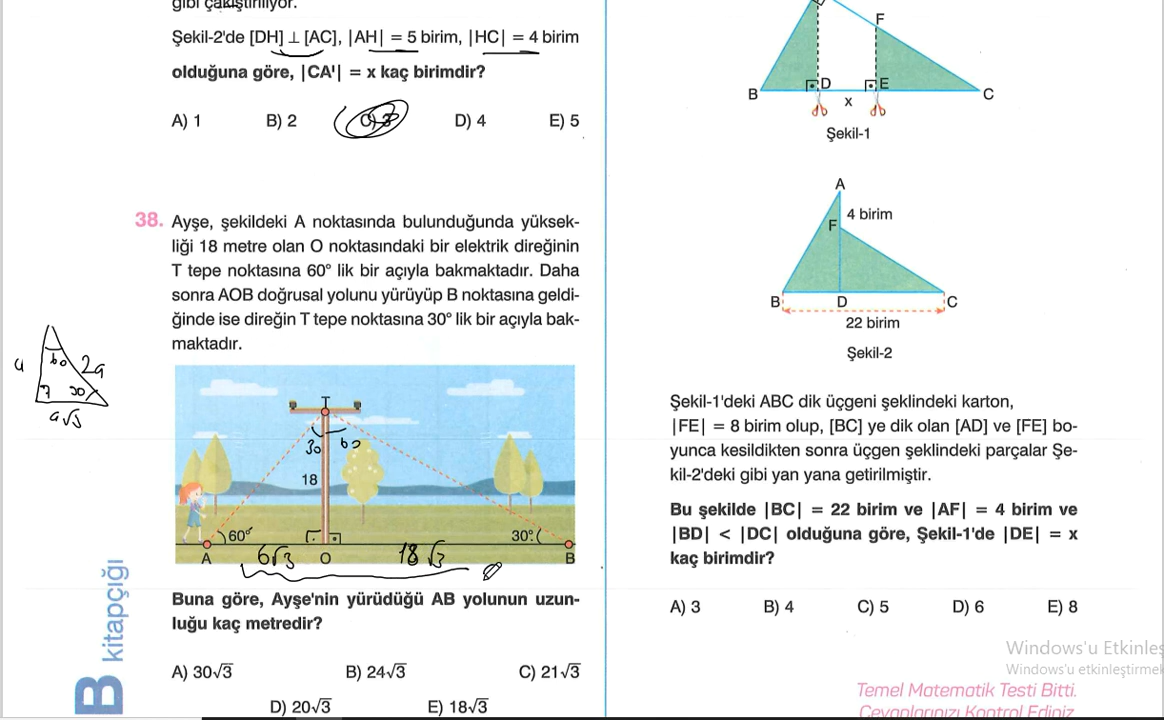 gibi çakıştırılıyor.
Şekil-2'de [DH] ⊥ [AC], |AH| = 5 birim, |HC| = 4 birim
olduğuna göre, |CA'| = x kaç birimdir?
A) 1 B) 2 C) 3 D) 4 E) 5
38. Ayşe, şekildeki A noktasında bulunduğunda yüksek-
liği 18 metre olan O noktasındaki bir elektrik direğinin
T tepe noktasına 60° lik bir açıyla bakmaktadır. Daha
sonra AOB doğrusal yolunu yürüyüp B noktasına geldi-
ğinde ise direğin T tepe noktasına 30° lik bir açıyla bak-
maktadır.
a 60 2a
30
a√3
T
30 60
18
60° 30°
6√3 18√3
A O B
Buna göre, Ayşe'nin yürüdüğü AB yolunun uzun-
luğu kaç metredir?
A) 30√3 B) 24√3 C) 21√3
D) 20√3 E) 18√3
B kitapçığı
F
D E
B x C
Şekil-1
A
4 birim
F
B D C
22 birim
Şekil-2
Şekil-1'deki ABC dik üçgeni şeklindeki karton,
|FE| = 8 birim olup, [BC] ye dik olan [AD] ve [FE] bo-
yunca kesildikten sonra üçgen şeklindeki parçalar Şe-
kil-2'deki gibi yan yana getirilmiştir.
Bu şekilde |BC| = 22 birim ve |AF| = 4 birim ve
|BD| < |DC| olduğuna göre, Şekil-1'de |DE| = x
kaç birimdir?
A) 3 B) 4 C) 5 D) 6 E) 8
Windows'u Etkinleş
Windows'u etkinleştirmek
Temel Matematik Testi Bitti.
Cevaplarınızı Kontrol Ediniz